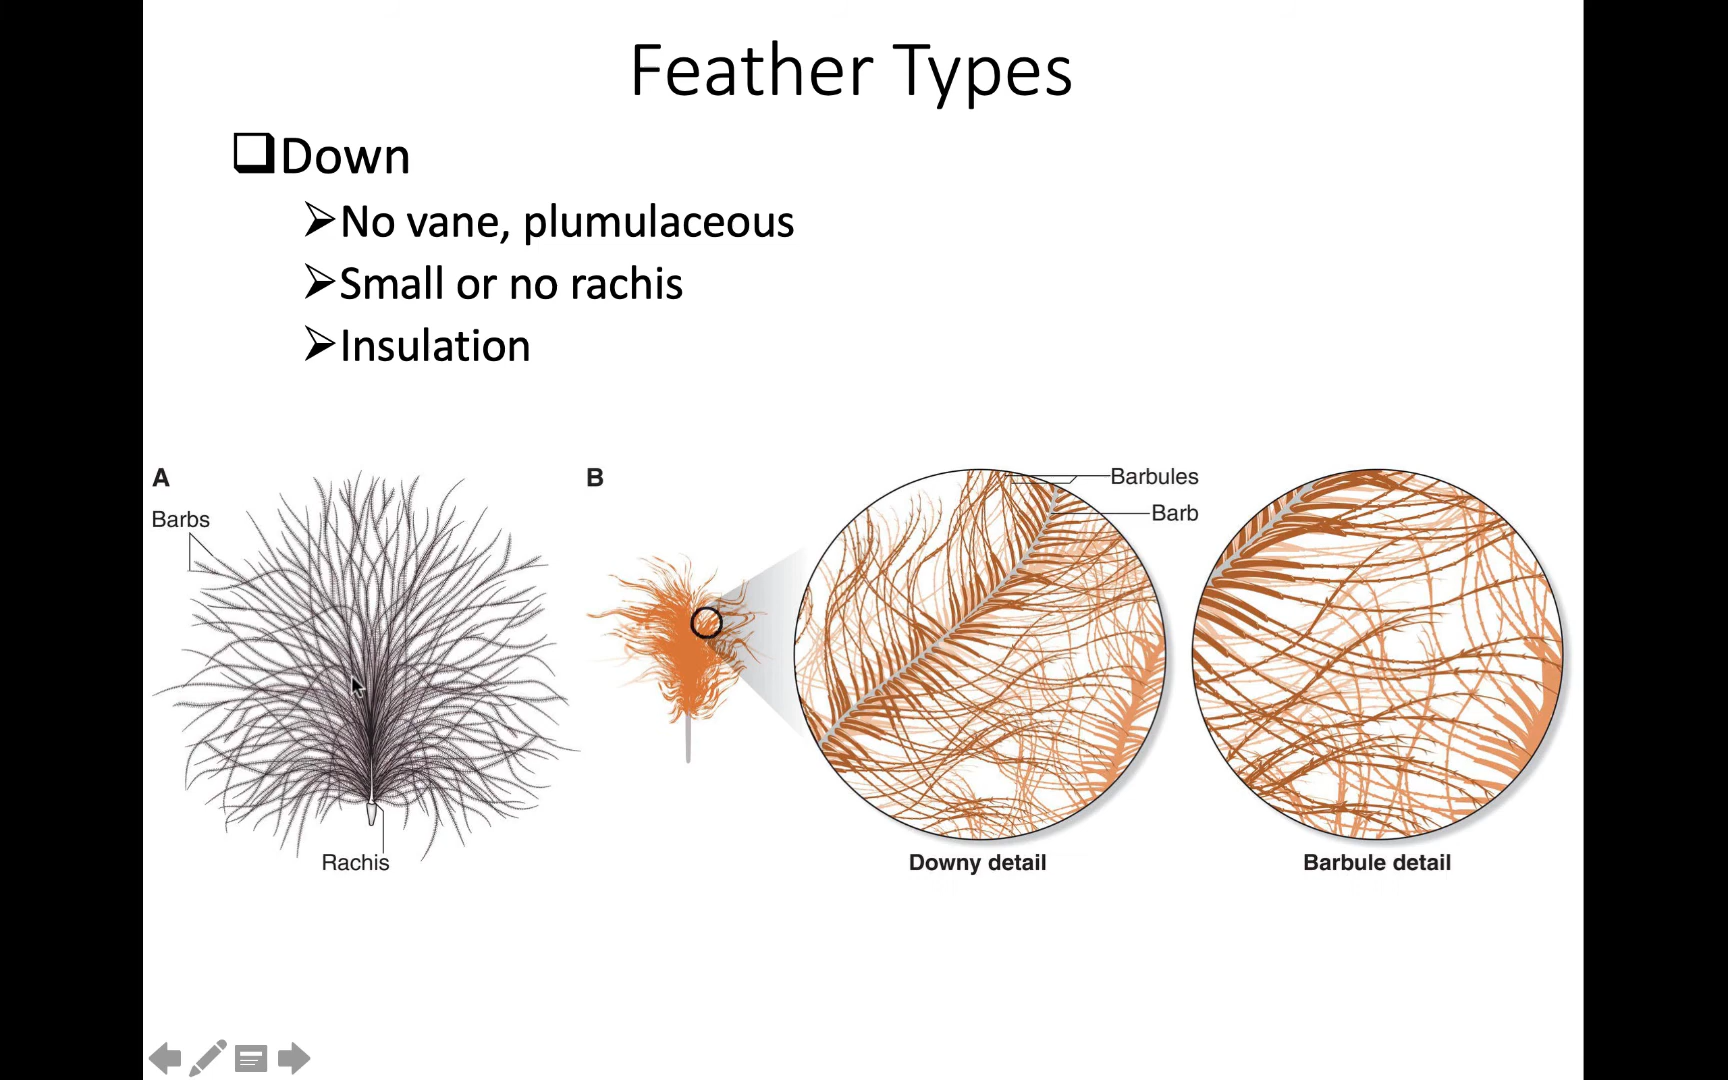 Feather Types
Down
No vane, plumulaceous
Small or no rachis
Insulation
A
Barbs
Rachis
B
Barbules
Barb
Downy detail
Barbule detail